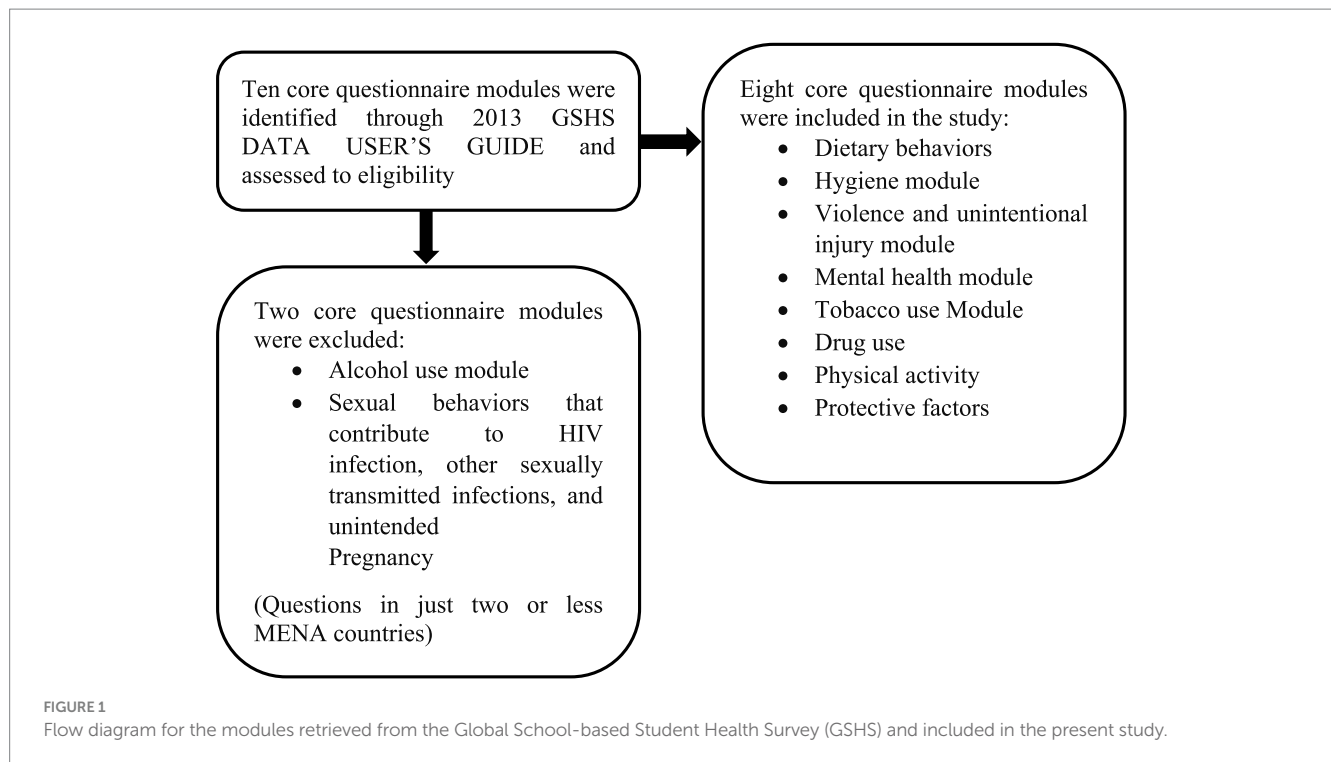 Ten core questionnaire modules were
identified through 2013 GSHS
DATA USER'S GUIDE and
assessed to eligibility
Eight core questionnaire modules
were included in the study:
• Dietary behaviors
• Hygiene module
• Violence and unintentional
injury module
• Mental health module
• Tobacco use Module
• Drug use
• Physical activity
• Protective factors
Two core questionnaire modules
were excluded:
• Alcohol use module
• Sexual behaviors that
contribute to HIV
infection, other sexually
transmitted infections, and
unintended
Pregnancy
(Questions in just two or less
MENA countries)
FIGURE 1
Flow diagram for the modules retrieved from the Global School-based Student Health Survey (GSHS) and included in the present study.